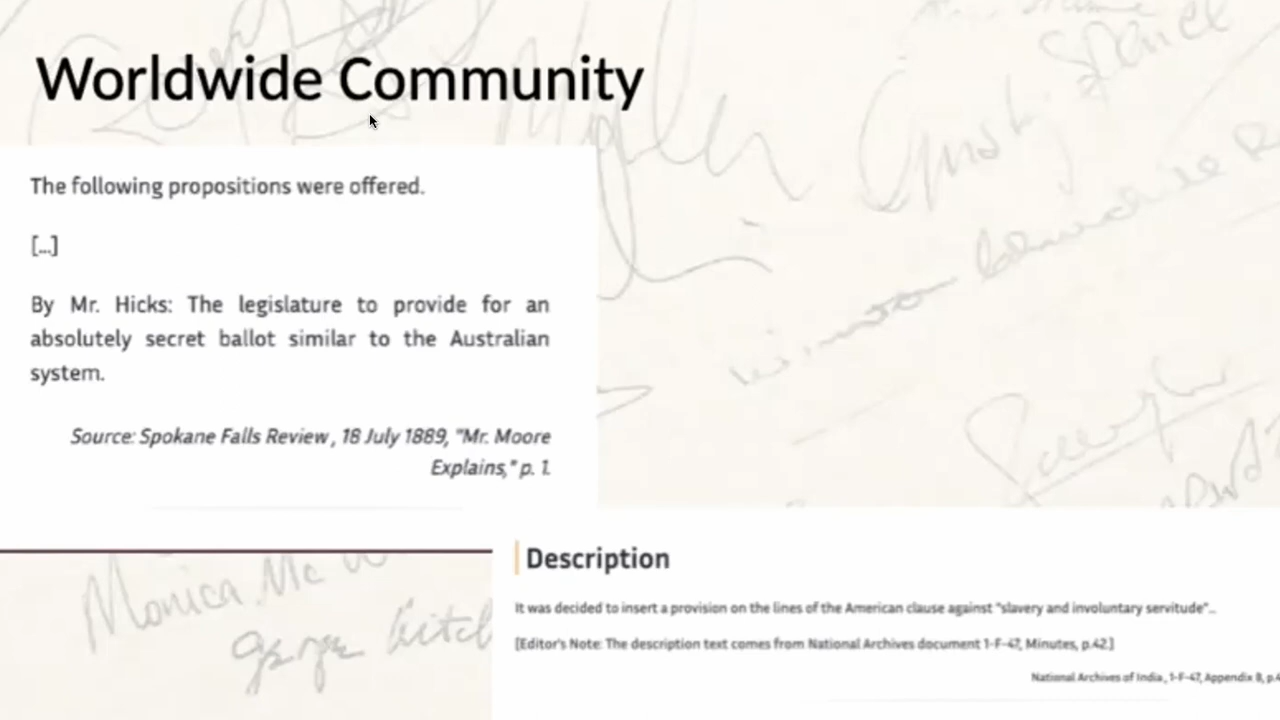 Worldwide Community
The following propositions were offered.
[...]
By Mr. Hicks: The legislature to provide for an
absolutely secret ballot similar to the Australian
system.
Source: Spokane Falls Review, 18 July 1889, "Mr. Moore
Explains," p. 1.
Description
It was decided to insert a provision on the lines of the American clause against "slavery and involuntary servitude"...
[Editor's Note: The description text comes from National Archives document 1-F-47, Minutes, p.42.]
National Archives of India, 1-F-47, Appendix B,
Monica Mc
George